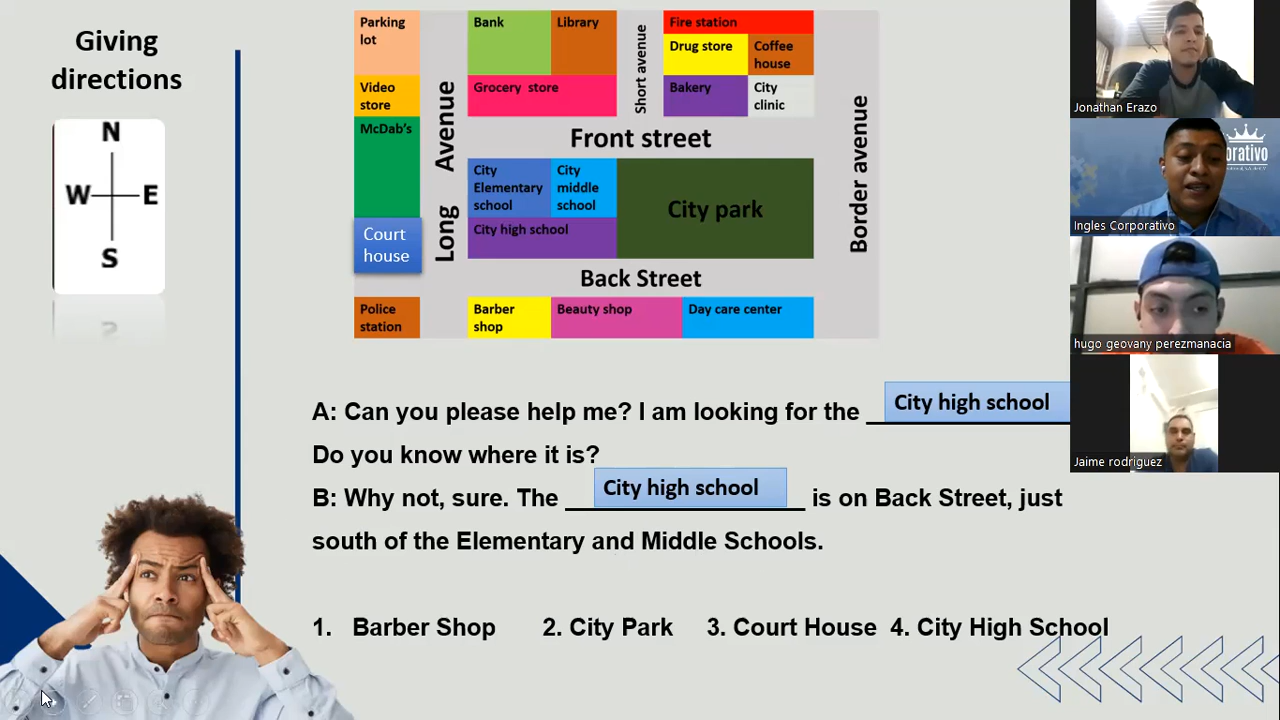 Giving
directions
N
W E
S
Parking
lot
Video
store
McDab's
Court
house
Police
station
Long Avenue
Bank
Library
Grocery store
Short avenue
Fire station
Drug store
Coffee
house
Bakery
City
clinic
Front street
City
Elementary
school
City
middle
school
City high school
City park
Border avenue
Back Street
Barber
shop
Beauty shop
Day care center
A: Can you please help me? I am looking for the City high school
Do you know where it is?
B: Why not, sure. The City high school is on Back Street, just
south of the Elementary and Middle Schools.
1. Barber Shop 2. City Park 3. Court House 4. City High School
Jonathan Erazo
orativo
Ingles Corporativo
hugo geovany perezmanacia
Jaime rodriguez